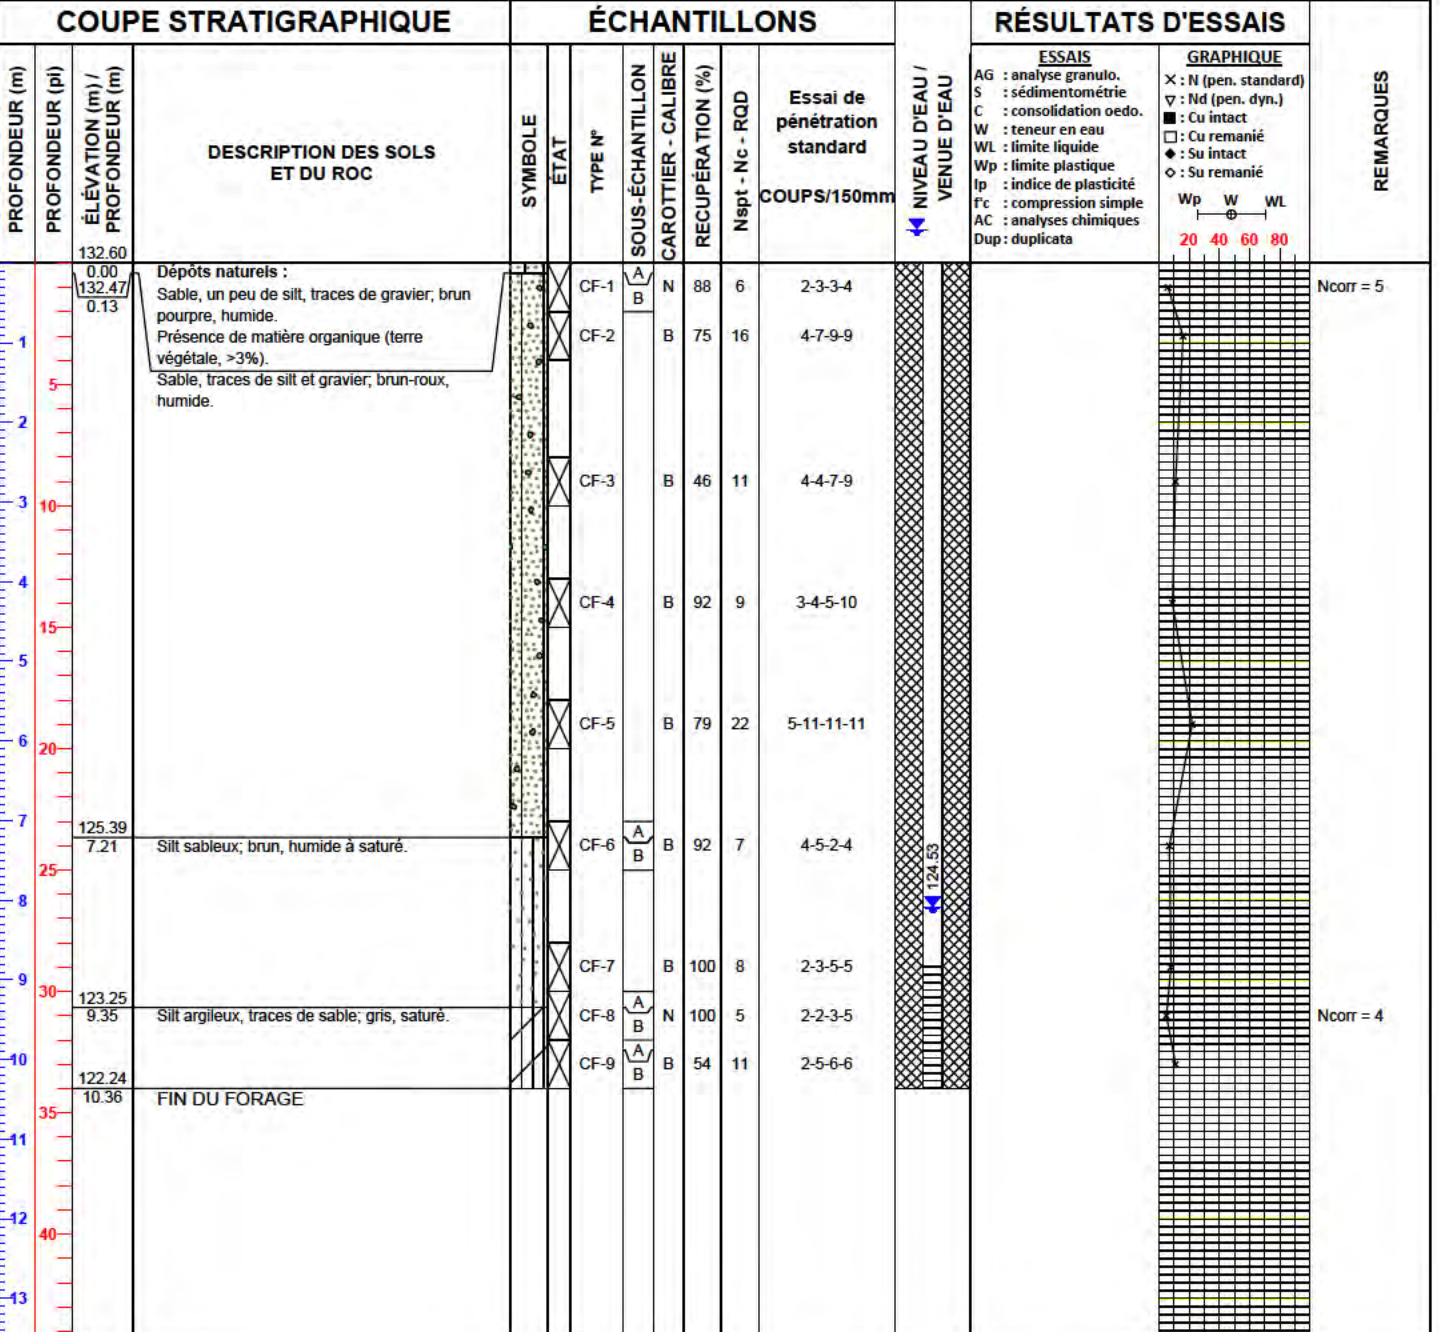 COUPE STRATIGRAPHIQUE
ÉCHANTILLONS
RÉSULTATS D'ESSAIS
PROFONDEUR (m)
PROFONDEUR (pi)
ÉLÉVATION (m) /
PROFONDEUR (m)
DESCRIPTION DES SOLS
ET DU ROC
SYMBOLE
ÉTAT
TYPE N°
SOUS-ÉCHANTILLON
CAROTTIER - CALIBRE
RECUPÉRATION (%)
Nspt - Nc - RQD
Essai de
pénétration
standard
COUPS/150mm
NIVEAU D'EAU /
VENUE D'EAU
ESSAIS
AG : analyse granulo.
S : sédimentométrie
C : consolidation oedo.
W : teneur en eau
WL : limite liquide
Wp : limite plastique
Ip : indice de plasticité
f'c : compression simple
AC : analyses chimiques
Dup : duplicata
GRAPHIQUE
× : N (pen. standard)
▽ : Nd (pen. dyn.)
■ : Cu intact
□ : Cu remanié
◆ : Su intact
◇ : Su remanié
Wp W WL
20 40 60 80
REMARQUES
132.60
0.00
132.47
0.13
Dépôts naturels :
Sable, un peu de silt, traces de gravier; brun
pourpre, humide.
Présence de matière organique (terre
végétale, >3%).
Sable, traces de silt et gravier; brun-roux,
humide.
CF-1 A B N 88 6 2-3-3-4 Ncorr = 5
1
CF-2 B 75 16 4-7-9-9
5
2
CF-3 B 46 11 4-4-7-9
3
10
4
CF-4 B 92 9 3-4-5-10
15
5
CF-5 B 79 22 5-11-11-11
6
20
7
125.39
7.21
Silt sableux; brun, humide à saturé.
CF-6 A B B 92 7 4-5-2-4
124.53
25
8
CF-7 B 100 8 2-3-5-5
9
30
123.25
9.35
Silt argileux, traces de sable; gris, saturé.
CF-8 A B N 100 5 2-2-3-5 Ncorr = 4
10
CF-9 A B B 54 11 2-5-6-6
122.24
10.36
FIN DU FORAGE
35
11
12
40
13